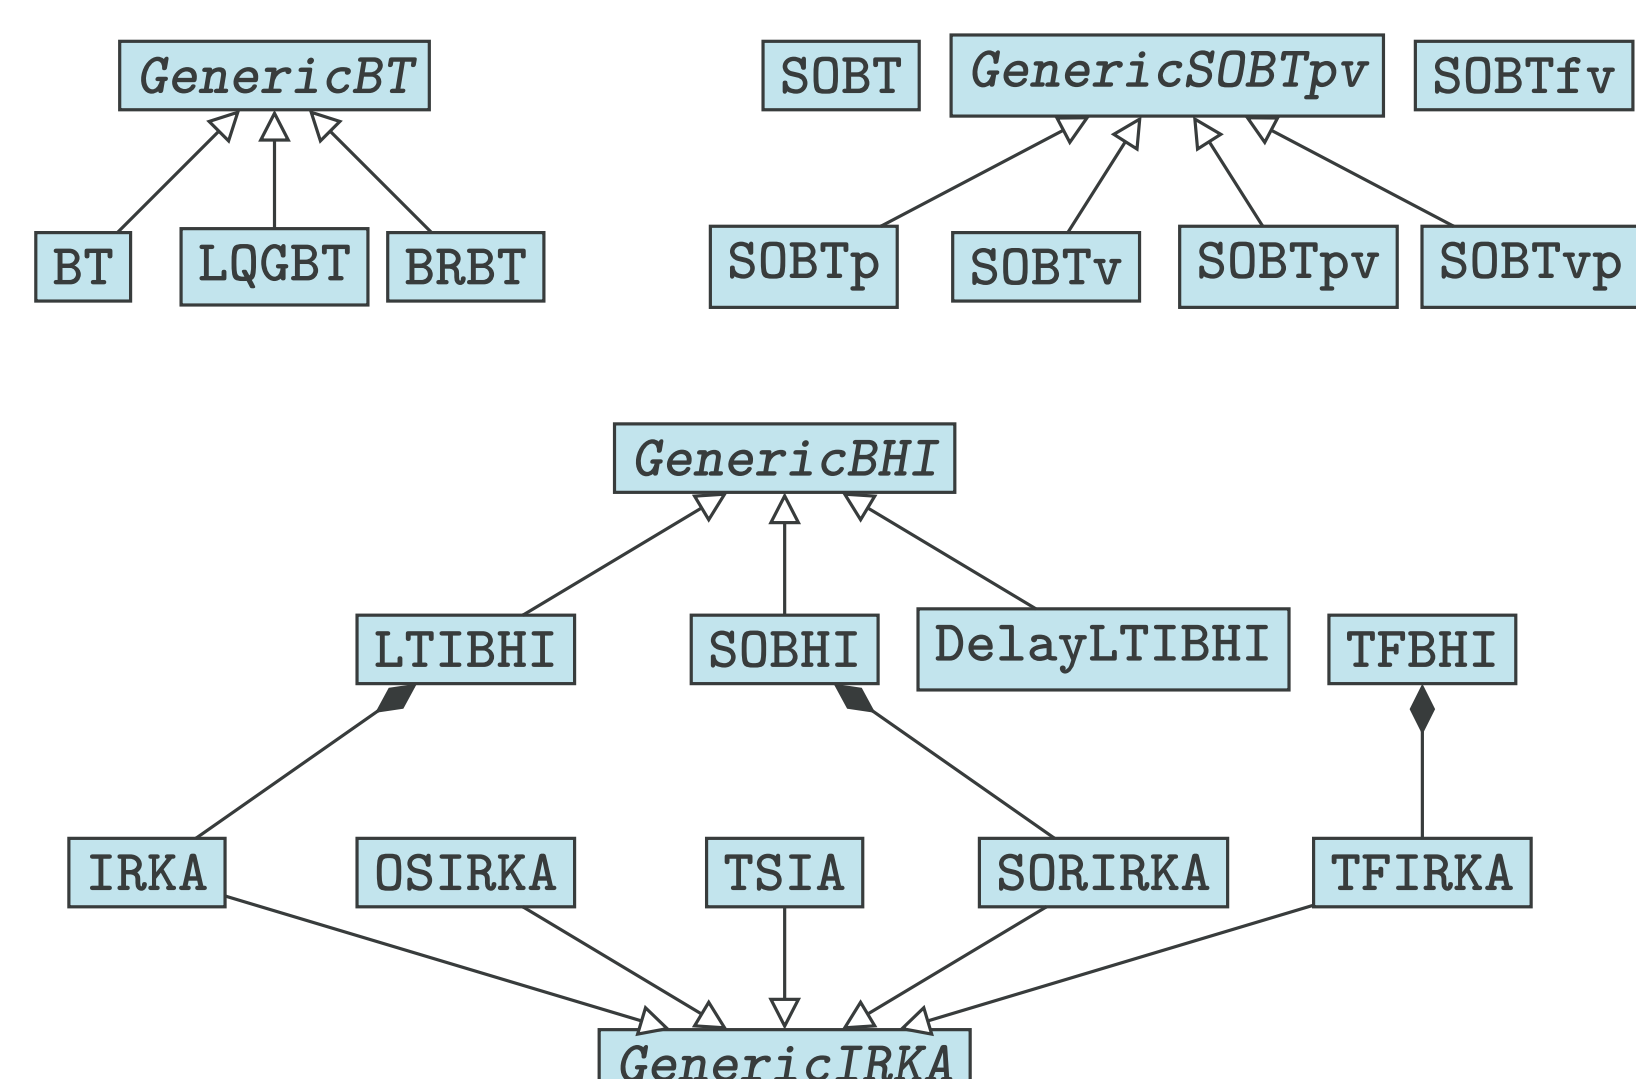 GenericBT
SOBT
GenericSOBTpv
SOBTfv
BT
LQGBT
BRBT
SOBTp
SOBTv
SOBTpv
SOBTvp
GenericBHI
LTIBHI
SOBHI
DelayLTIBHI
TFBHI
IRKA
OSIRKA
TSIA
SORIRKA
TFIRKA
GenericIRKA